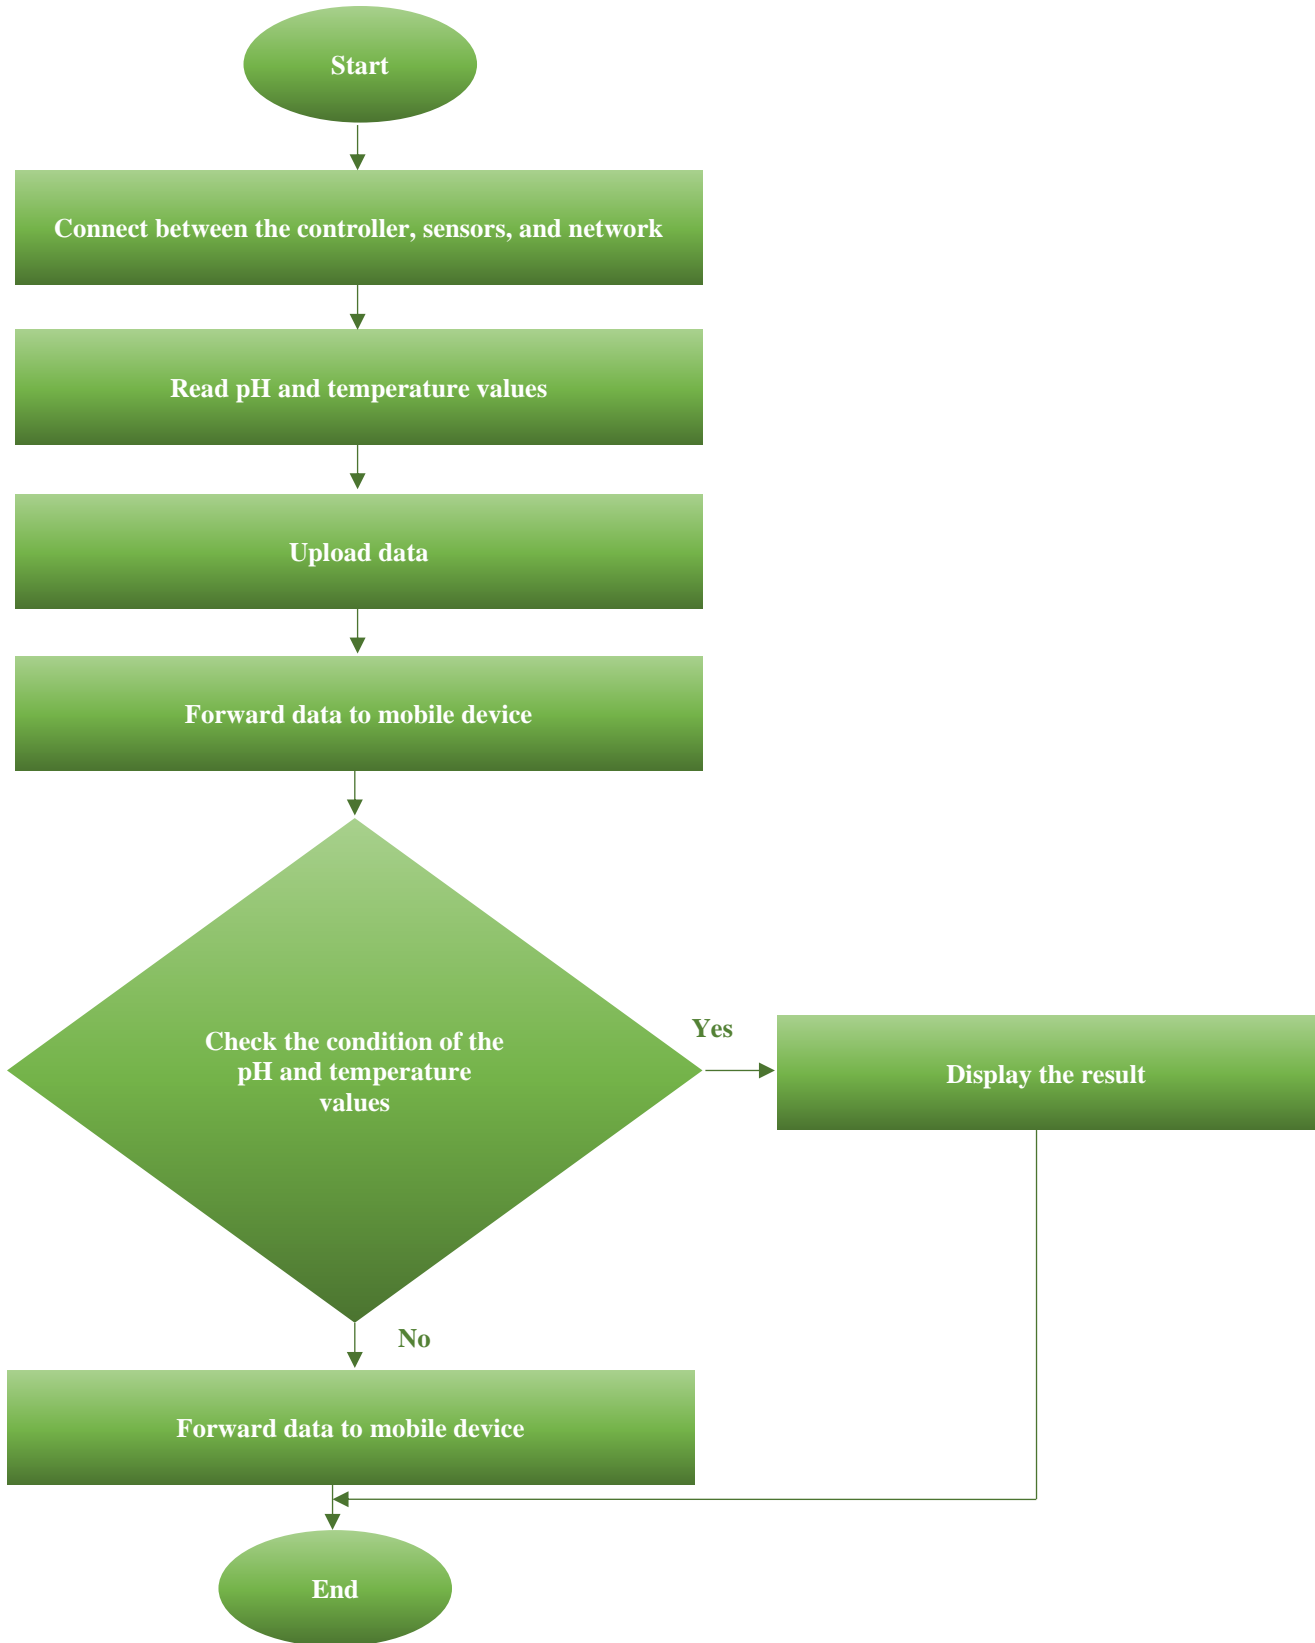 Start
Connect between the controller, sensors, and network
Read pH and temperature values
Upload data
Forward data to mobile device
Check the condition of the
pH and temperature
values
Yes
Display the result
No
Forward data to mobile device
End